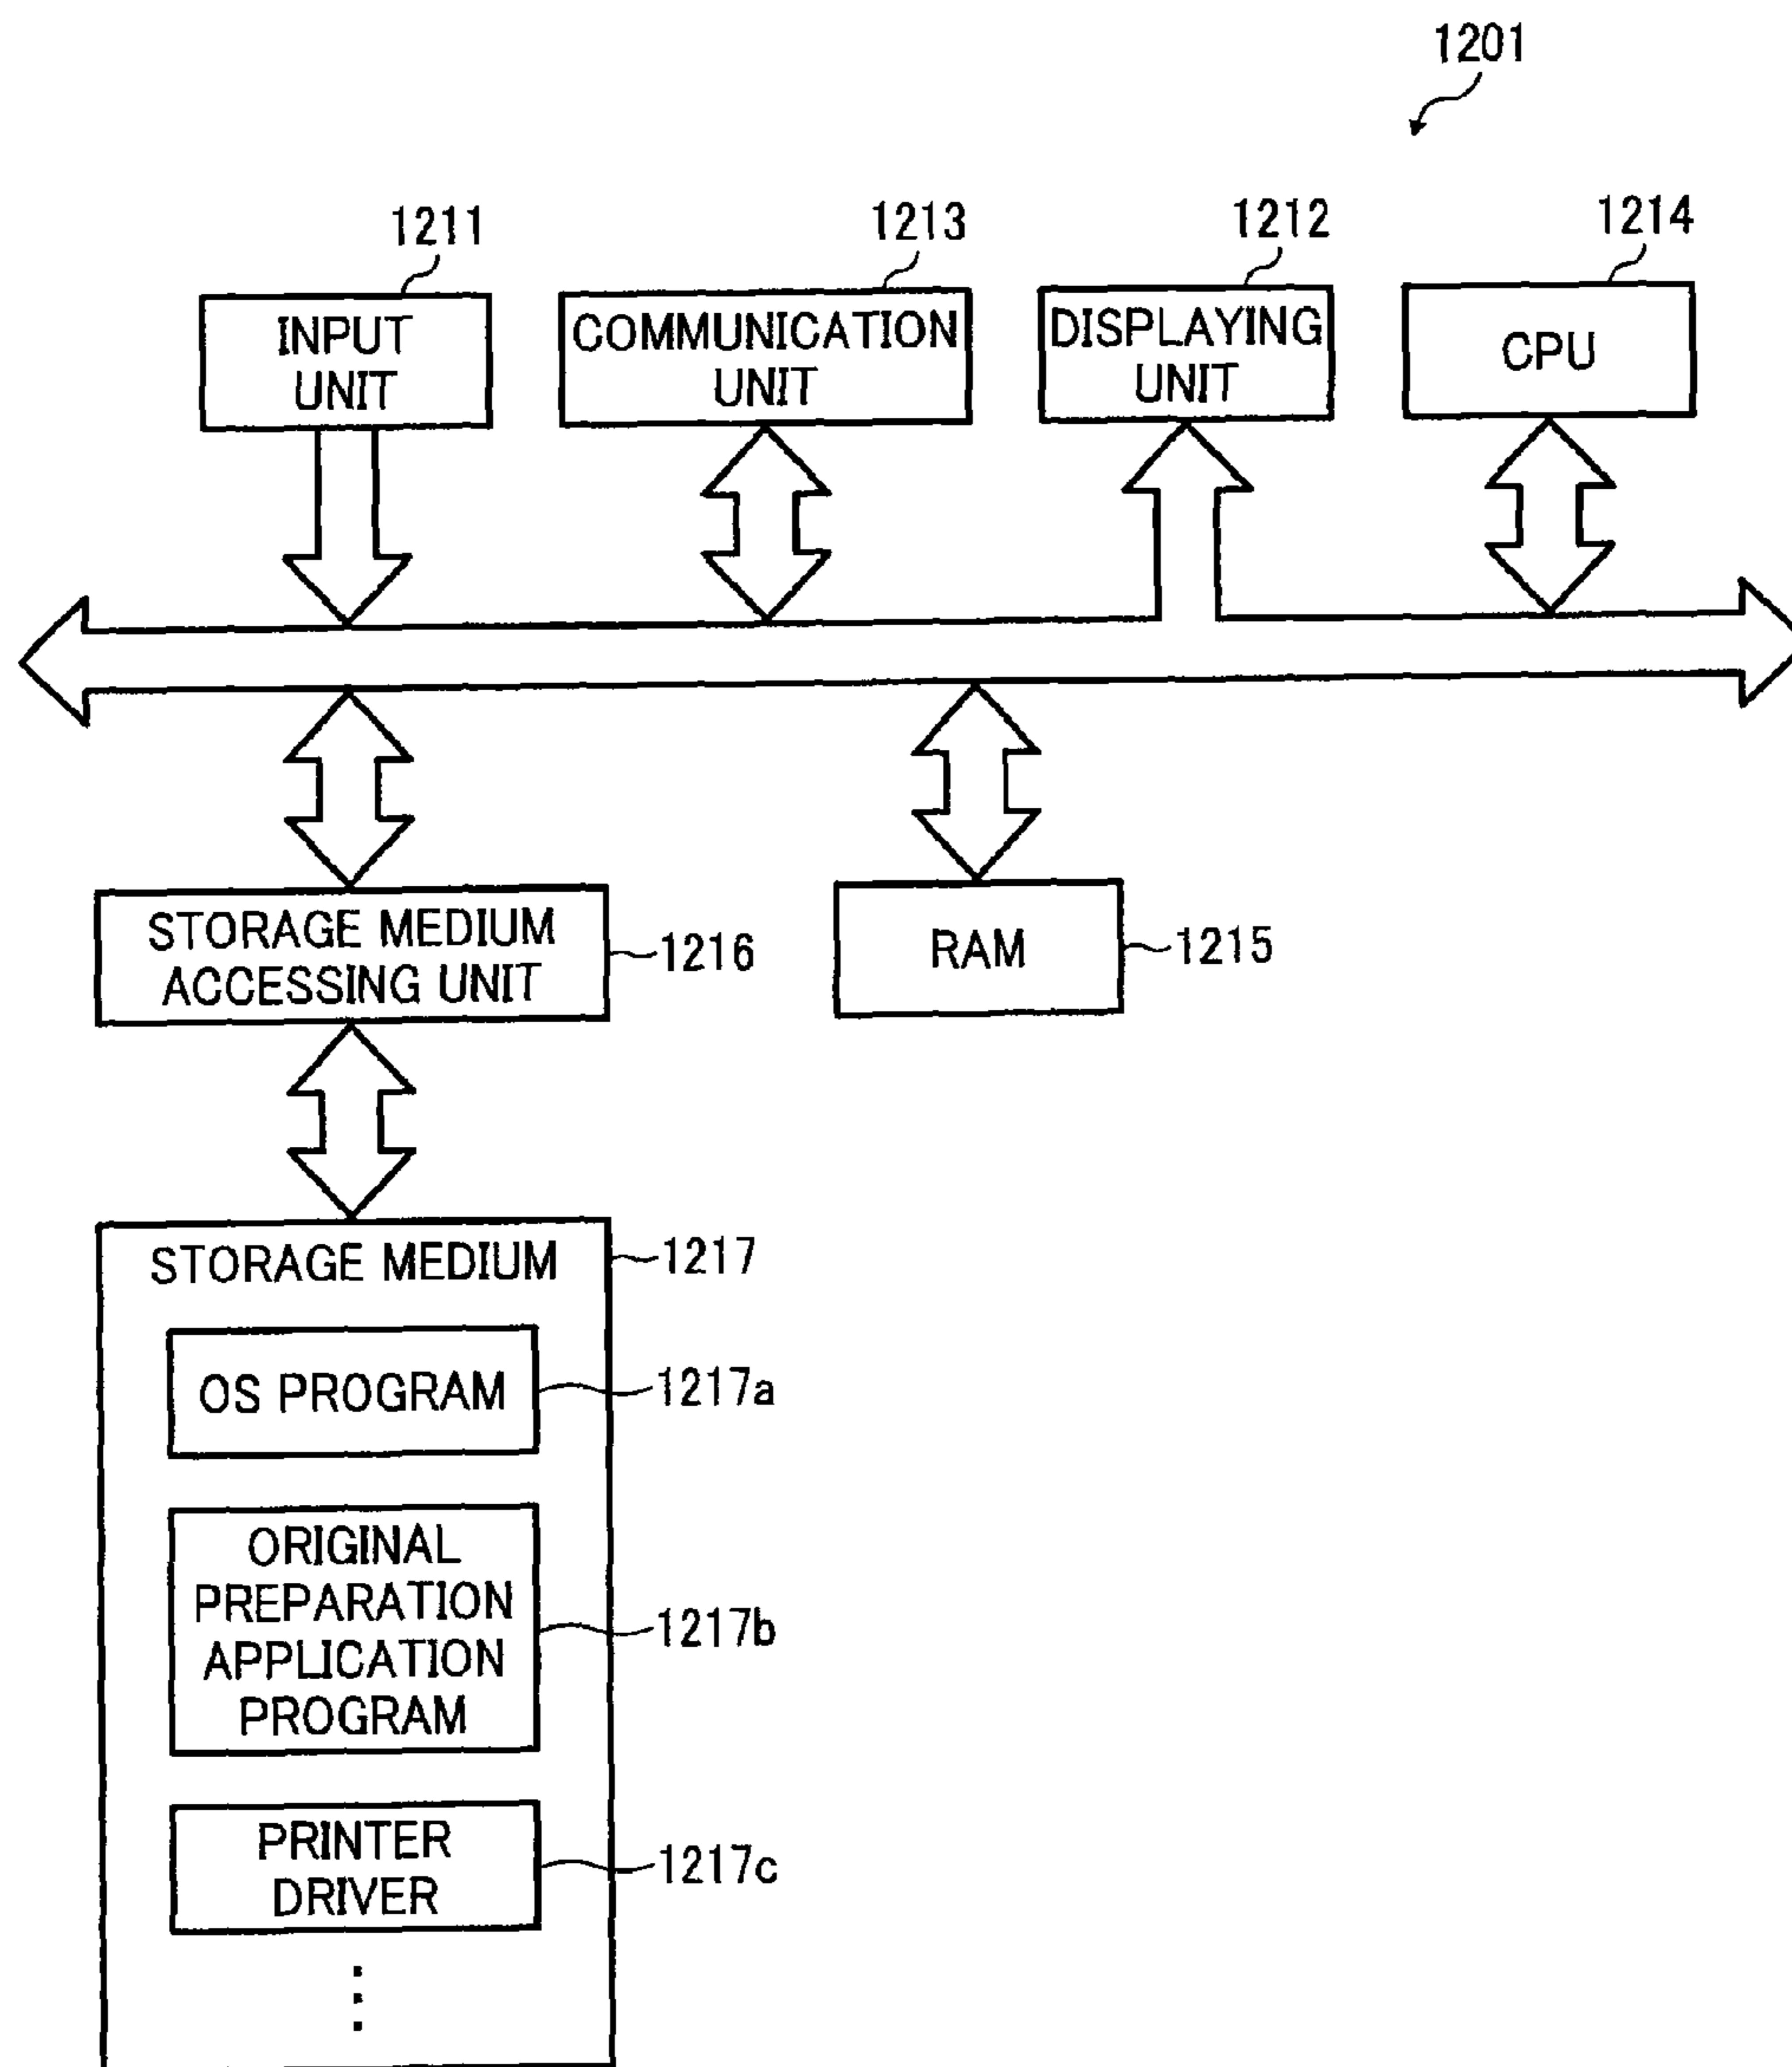 1201
1211
1213
1212
1214
INPUT
UNIT
COMMUNICATION
UNIT
DISPLAYING
UNIT
CPU
STORAGE MEDIUM
ACCESSING UNIT
1216
RAM
1215
STORAGE MEDIUM
1217
OS PROGRAM
1217a
ORIGINAL
PREPARATION
APPLICATION
PROGRAM
1217b
PRINTER
DRIVER
1217c